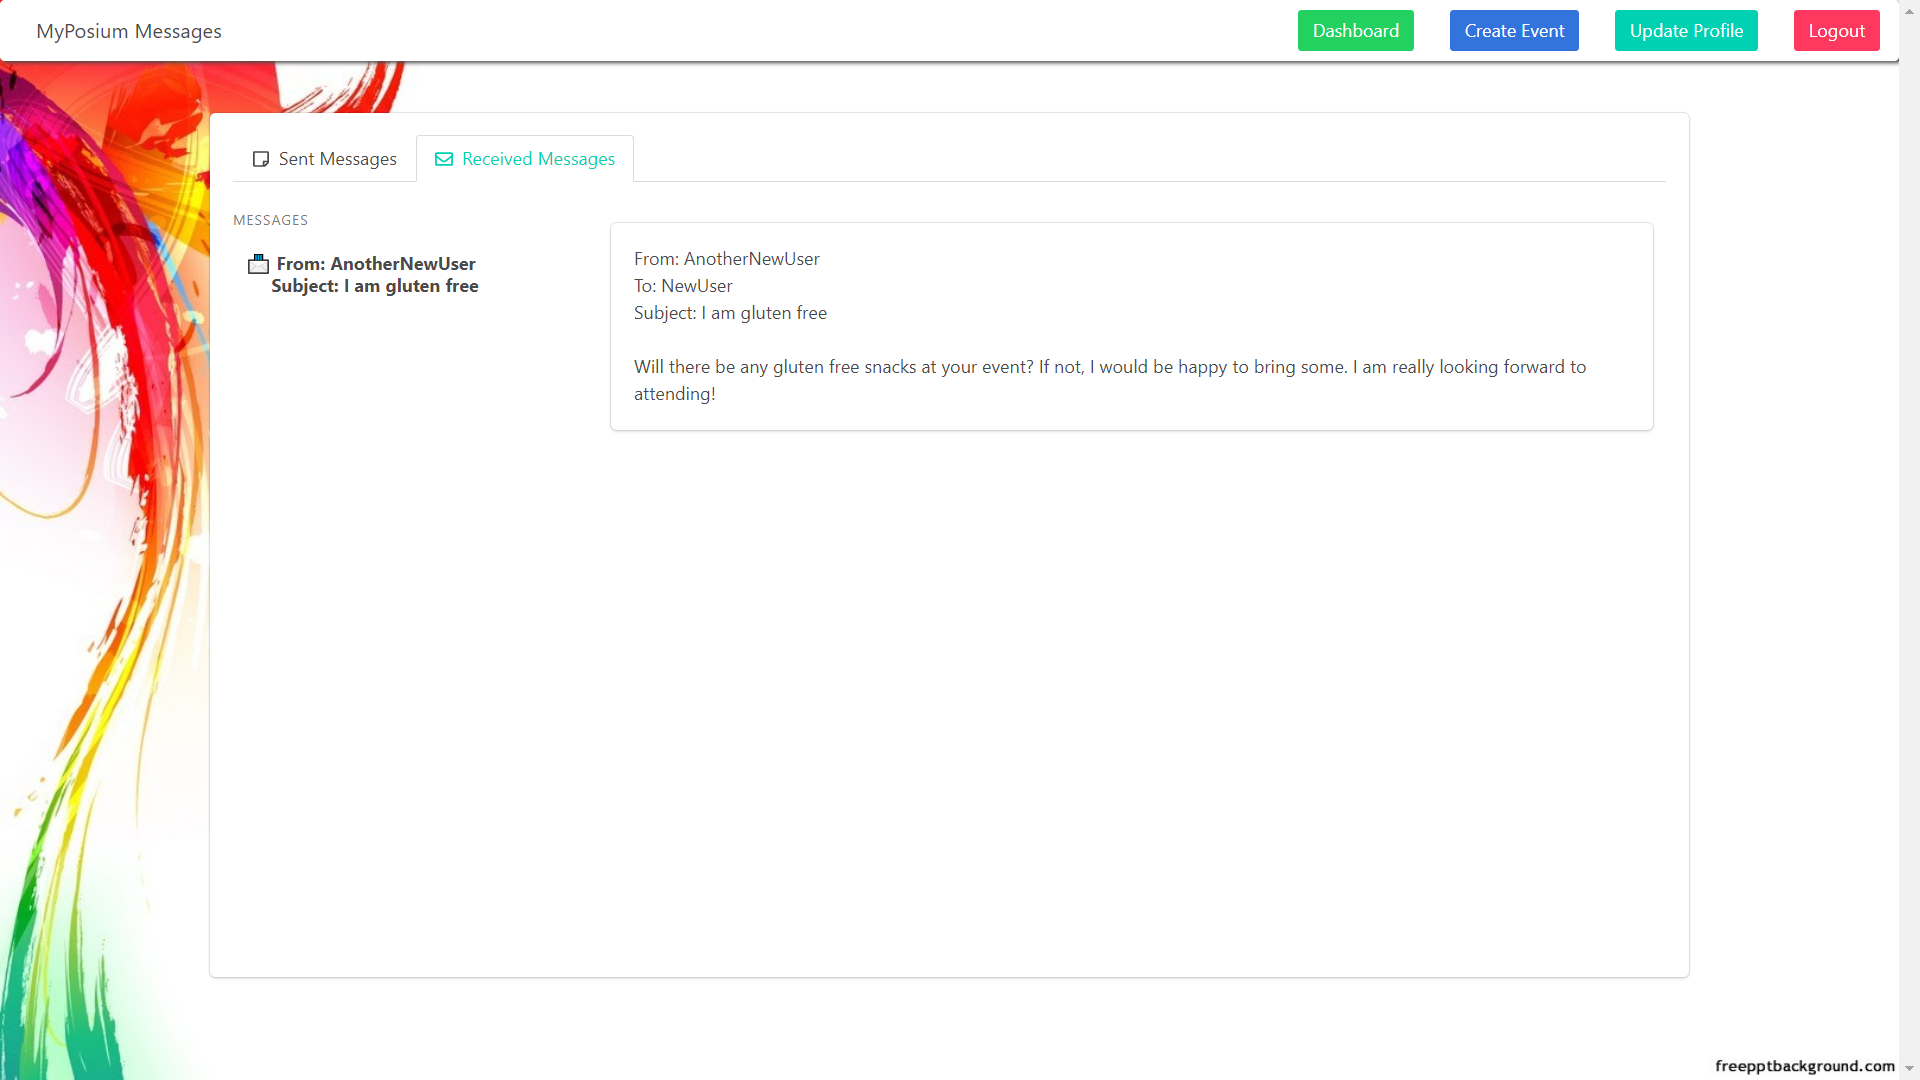 MyPosium Messages
Dashboard
Create Event
Update Profile
Logout
Sent Messages
Received Messages
MESSAGES
From: AnotherNewUser
Subject: I am gluten free
From: AnotherNewUser
To: NewUser
Subject: I am gluten free
Will there be any gluten free snacks at your event? If not, I would be happy to bring some. I am really looking forward to
attending!
freepptbackground.com